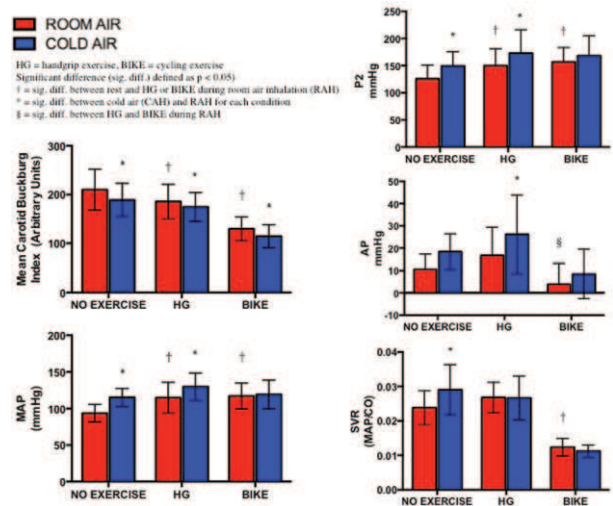 ROOM AIR
COLD AIR
HG = handgrip exercise, BIKE = cycling exercise
Significant difference (sig. diff.) defined as p < 0.05)
† = sig. diff. between rest and HG or BIKE during room air inhalation (RAH)
* = sig. diff. between cold air (CAH) and RAH for each condition
§ = sig. diff. between HG and BIKE during RAH
Mean Carotid Buckburg
Index (Arbitrary Units)
300
200
100
0
* † * † *
NO EXERCISE HG BIKE
MAP
(mmHg)
200
150
100
50
0
* † * †
NO EXERCISE HG BIKE
P2
mmHg
250
200
150
100
50
0
* † * †
NO EXERCISE HG BIKE
AP
mmHg
50
40
30
20
10
0
-10
* §
NO EXERCISE HG BIKE
SVR
(MAP/CO)
0.04
0.03
0.02
0.01
0.00
* †
NO EXERCISE HG BIKE